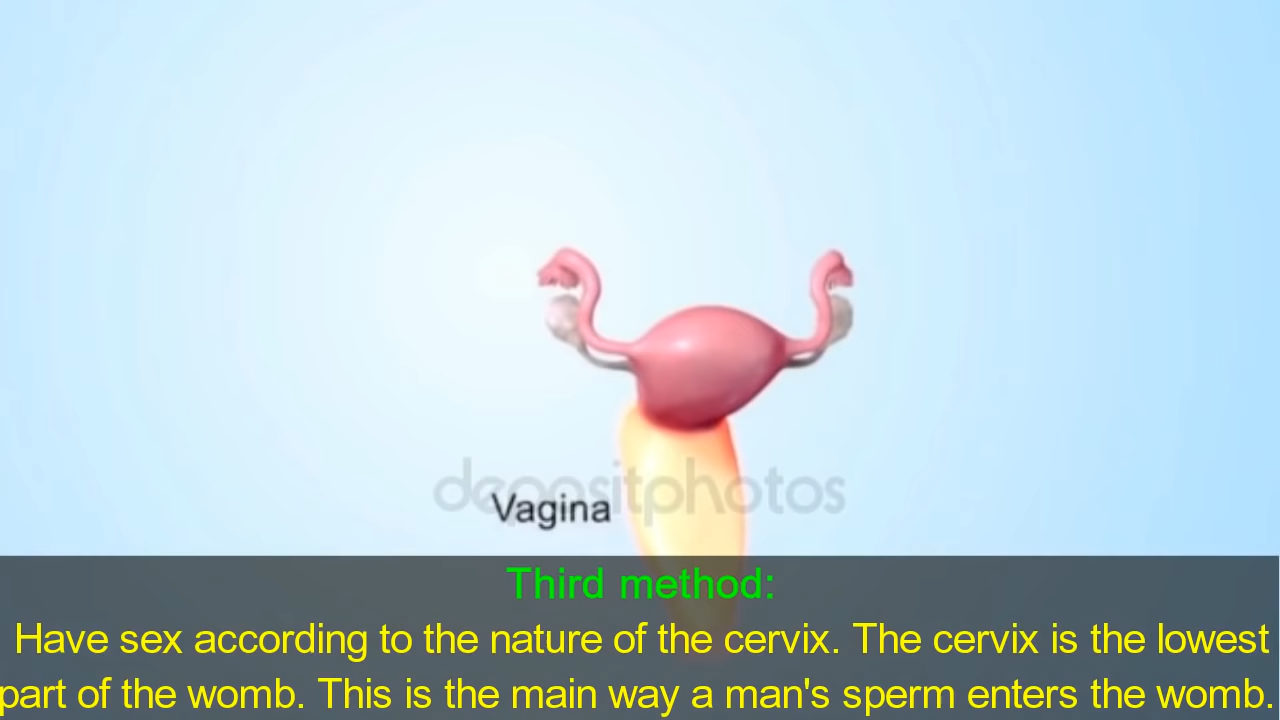 depositphotos
Vagina
Third method:
Have sex according to the nature of the cervix. The cervix is the lowest
part of the womb. This is the main way a man's sperm enters the womb.